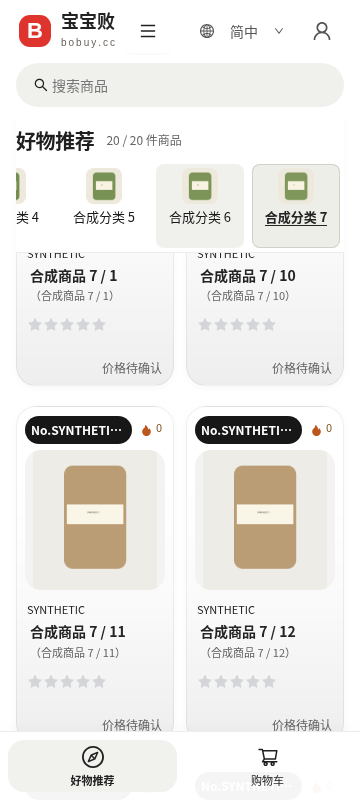 B 宝宝败
bobuy.cc
简中
搜索商品
好物推荐 20 / 20 件商品
类 4 合成分类 5 合成分类 6 合成分类 7
SYNTHETIC SYNTHETIC
合成商品 7 / 1 合成商品 7 / 10
（合成商品 7 / 1） （合成商品 7 / 10）
价格待确认 价格待确认
No.SYNTHETI… 0 No.SYNTHETI… 0
SYNTHETIC SYNTHETIC
合成商品 7 / 11 合成商品 7 / 12
（合成商品 7 / 11） （合成商品 7 / 12）
价格待确认 价格待确认
好物推荐 购物车